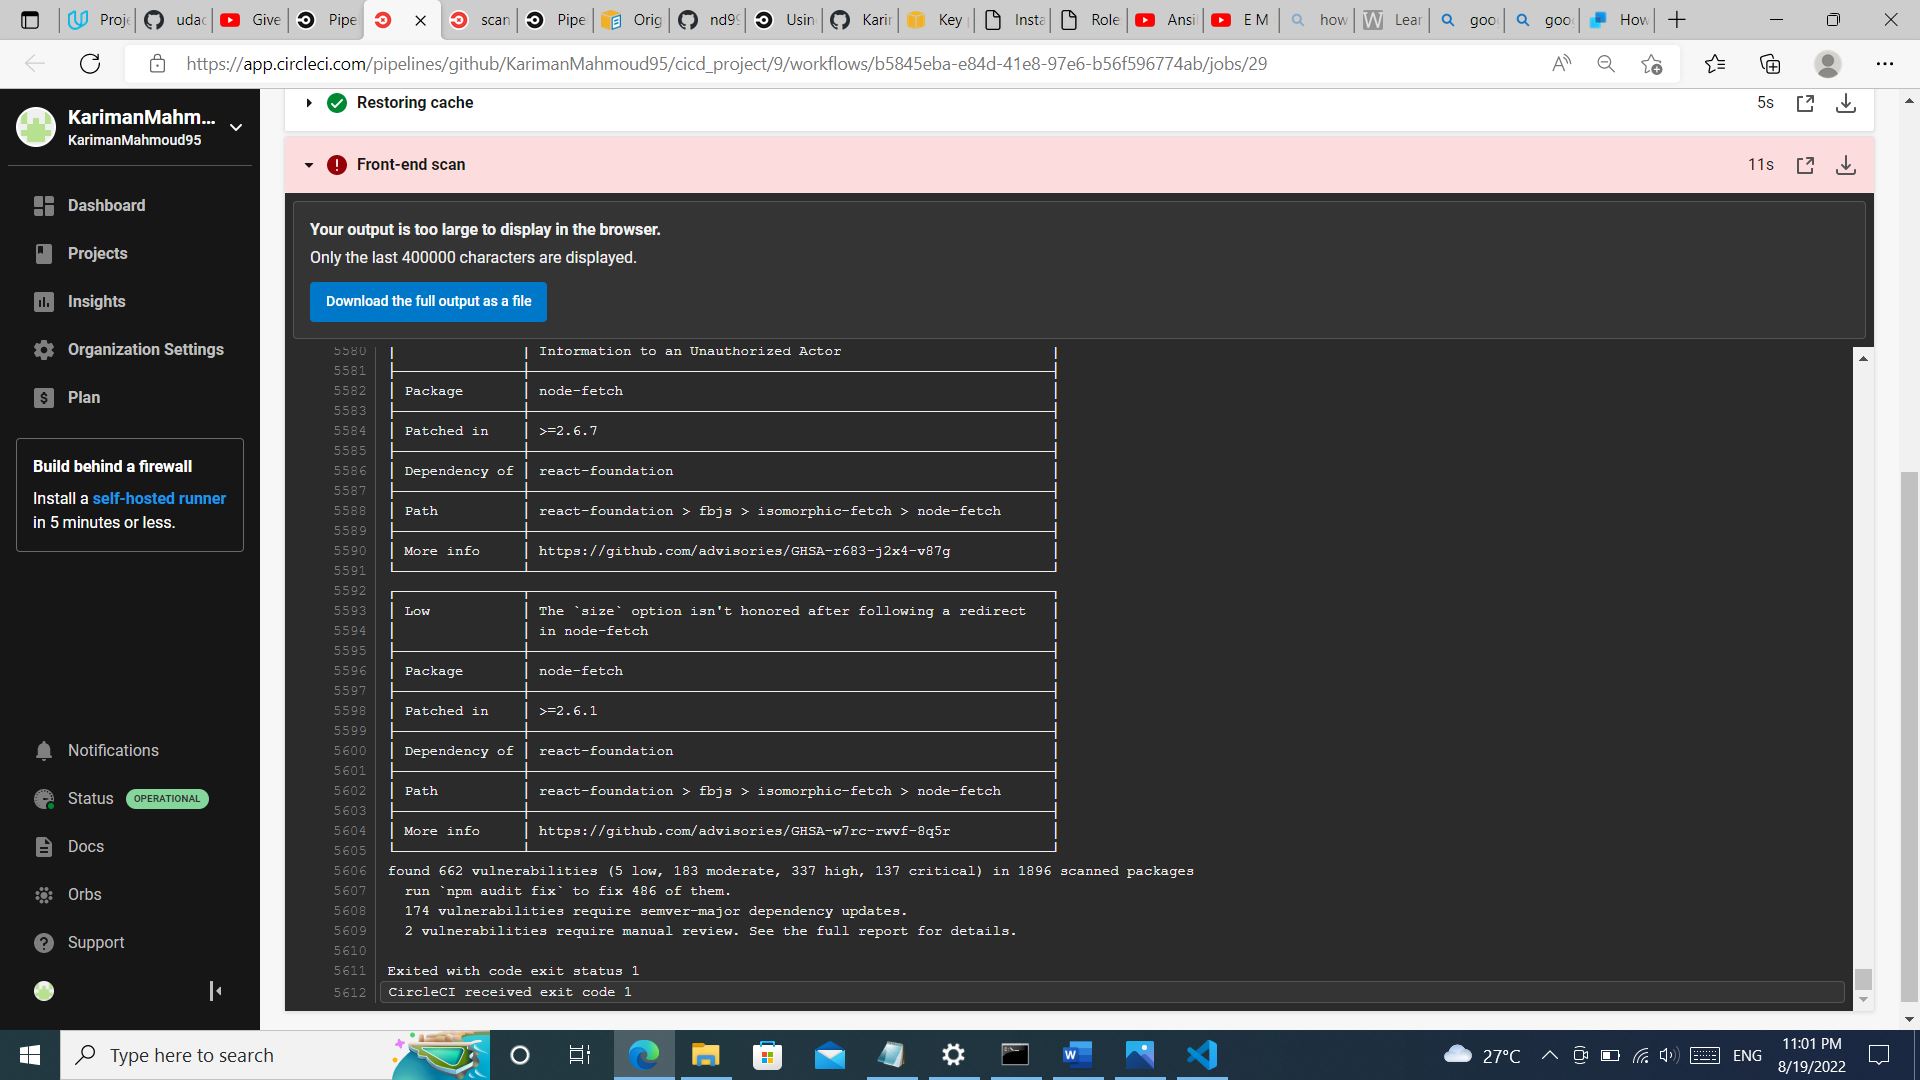 Proje
udac
Give
Pipe
scan
Pipe
Orig
nd99
Usin
Karir
Key p
Insta
Role
Ansi
E M
how
Lear
goo
goo
How
https://app.circleci.com/pipelines/github/KarimanMahmoud95/cicd_project/9/workflows/b5845eba-e84d-41e8-97e6-b56f596774ab/jobs/29
KarimanMahm...
KarimanMahmoud95
Dashboard
Projects
Insights
Organization Settings
Plan
Build behind a firewall
Install a self-hosted runner
in 5 minutes or less.
Notifications
Status OPERATIONAL
Docs
Orbs
Support
Restoring cache 5s
Front-end scan 11s
Your output is too large to display in the browser.
Only the last 400000 characters are displayed.
Download the full output as a file
5580 Information to an Unauthorized Actor
5581
5582 Package node-fetch
5583
5584 Patched in >=2.6.7
5585
5586 Dependency of react-foundation
5587
5588 Path react-foundation > fbjs > isomorphic-fetch > node-fetch
5589
5590 More info https://github.com/advisories/GHSA-r683-j2x4-v87g
5591
5592
5593 Low The `size` option isn't honored after following a redirect
5594 in node-fetch
5595
5596 Package node-fetch
5597
5598 Patched in >=2.6.1
5599
5600 Dependency of react-foundation
5601
5602 Path react-foundation > fbjs > isomorphic-fetch > node-fetch
5603
5604 More info https://github.com/advisories/GHSA-w7rc-rwvf-8q5r
5605
5606 found 662 vulnerabilities (5 low, 183 moderate, 337 high, 137 critical) in 1896 scanned packages
5607 run `npm audit fix` to fix 486 of them.
5608 174 vulnerabilities require semver-major dependency updates.
5609 2 vulnerabilities require manual review. See the full report for details.
5610
5611 Exited with code exit status 1
5612 CircleCI received exit code 1
Type here to search
27°C
ENG
11:01 PM
8/19/2022